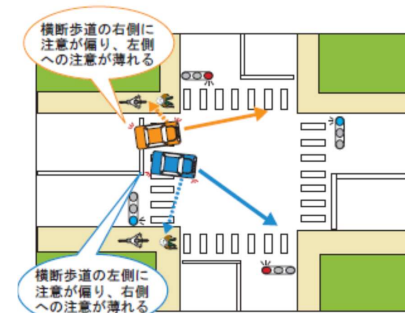 横断歩道の右側に
注意が偏り、左側
への注意が薄れる
横断歩道の左側に
注意が偏り、右側
への注意が薄れる